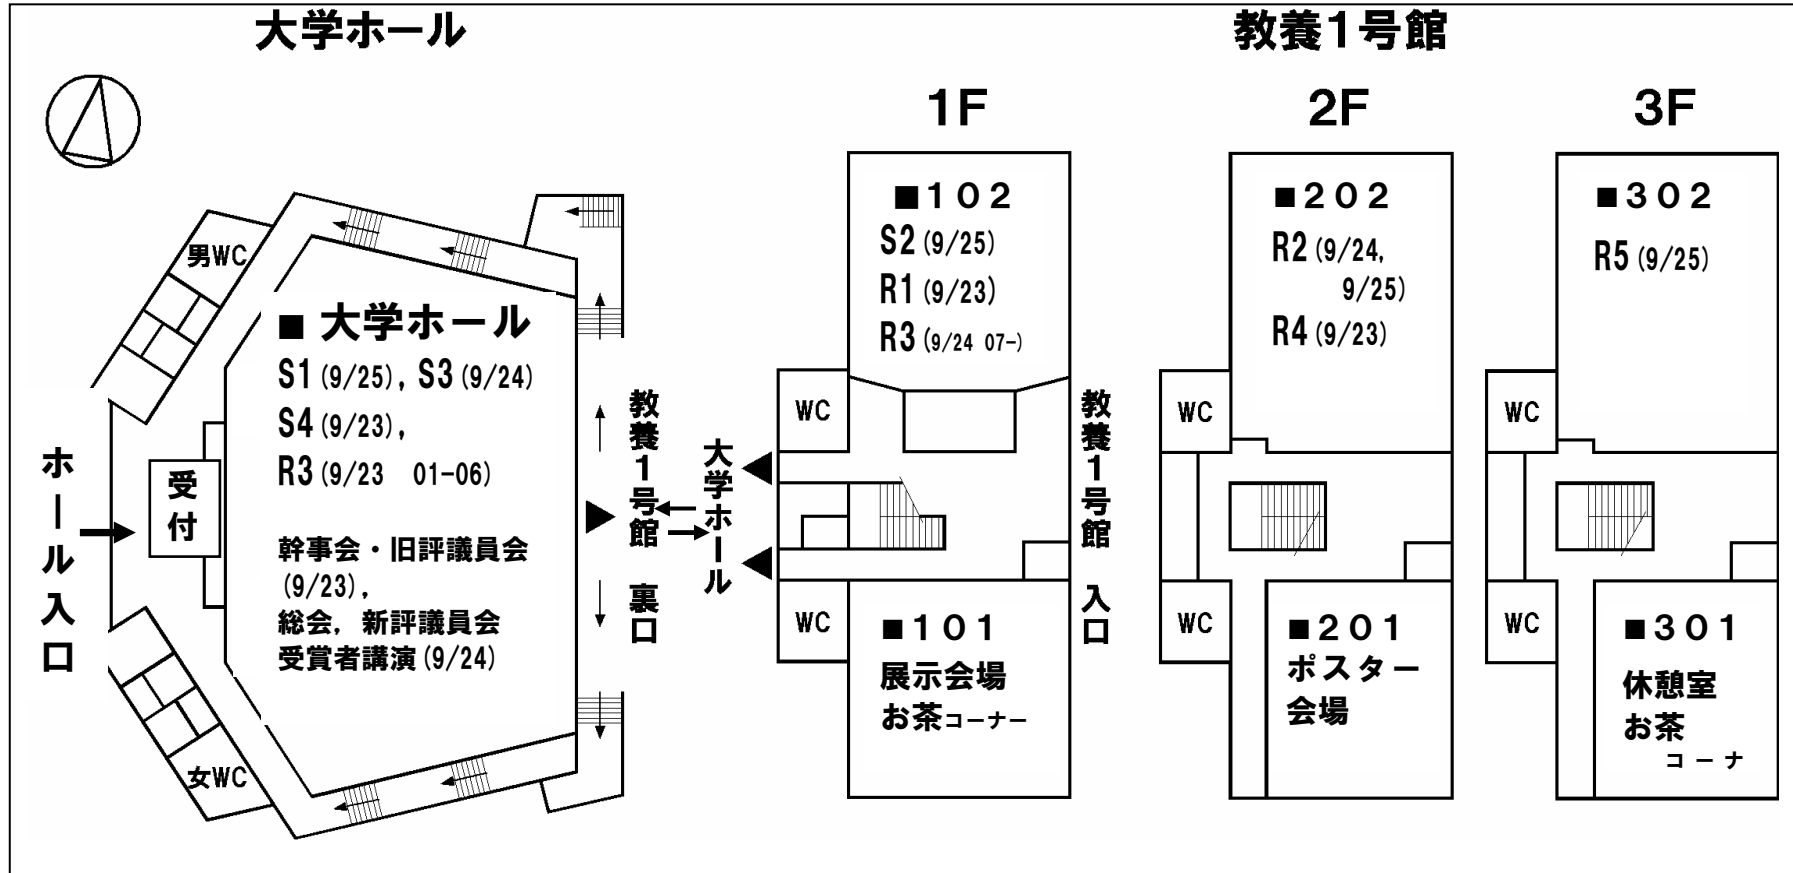 大学ホール
教養１号館
1F
2F
3F
男WC
■ 大学ホール
S1(9/25), S3(9/24)
S4(9/23),
R3(9/23 01-06)
幹事会・旧評議員会
(9/23),
総会, 新評議員会
受賞者講演(9/24)
ホール入口
受付
女WC
教養１号館 裏口
大学ホール
■１０２
S2(9/25)
R1(9/23)
R3(9/24 07-)
WC
WC
■１０１
展示会場
お茶コーナー
教養１号館 入口
■２０２
R2(9/24,
9/25)
R4(9/23)
WC
WC
■２０１
ポスター
会場
■３０２
R5(9/25)
WC
WC
■３０１
休憩室
お茶
コーナ